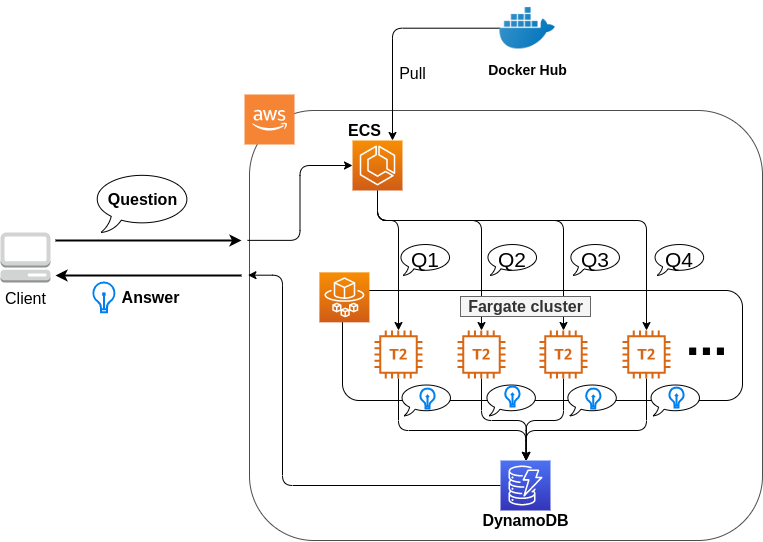 Docker Hub
Pull
aws
ECS
Question
Q1
Q2
Q3
Q4
Client
Answer
Fargate cluster
T2
T2
T2
T2
...
DynamoDB